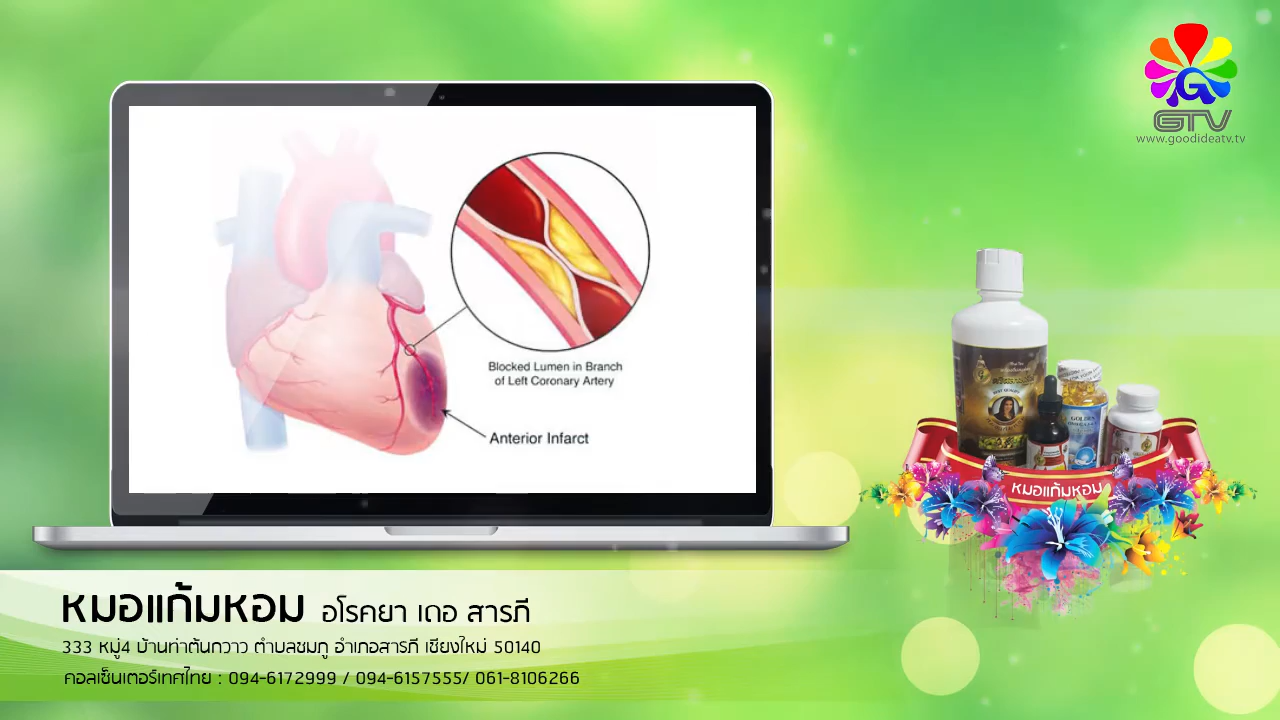 GTV
www.goodideatv.tv
Blocked Lumen in Branch
of Left Coronary Artery
Anterior Infarct
หมอแก้มหอม
หมอแก้มหอม อโรคยา เดอ สารภี
333 หมู่4 บ้านท่าต้นกวาว ตำบลชมภู อำเภอสารภี เชียงใหม่ 50140
คอลเซ็นเตอร์เทศไทย : 094-6172999 / 094-6157555/ 061-8106266